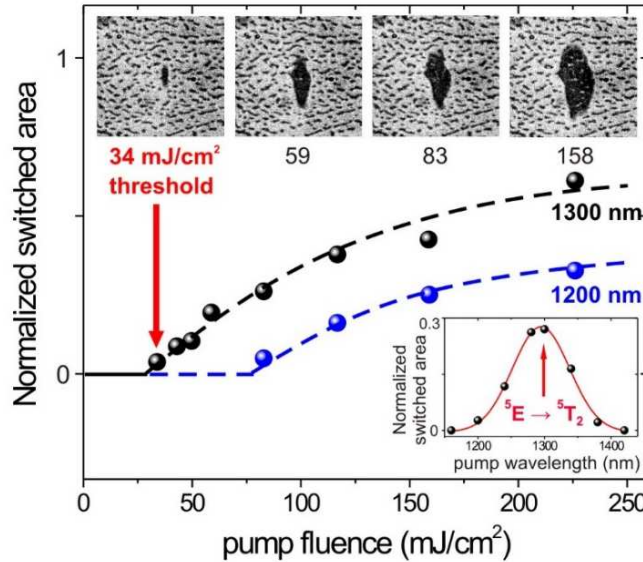 1
34 mJ/cm²
threshold
59
83
158
1300 nm
1200 nm
0
Normalized switched area
0.3
0
Normalized
switched area
⁵E → ⁵T₂
1200 1300 1400
pump wavelength (nm)
0 50 100 150 200 250
pump fluence (mJ/cm²)